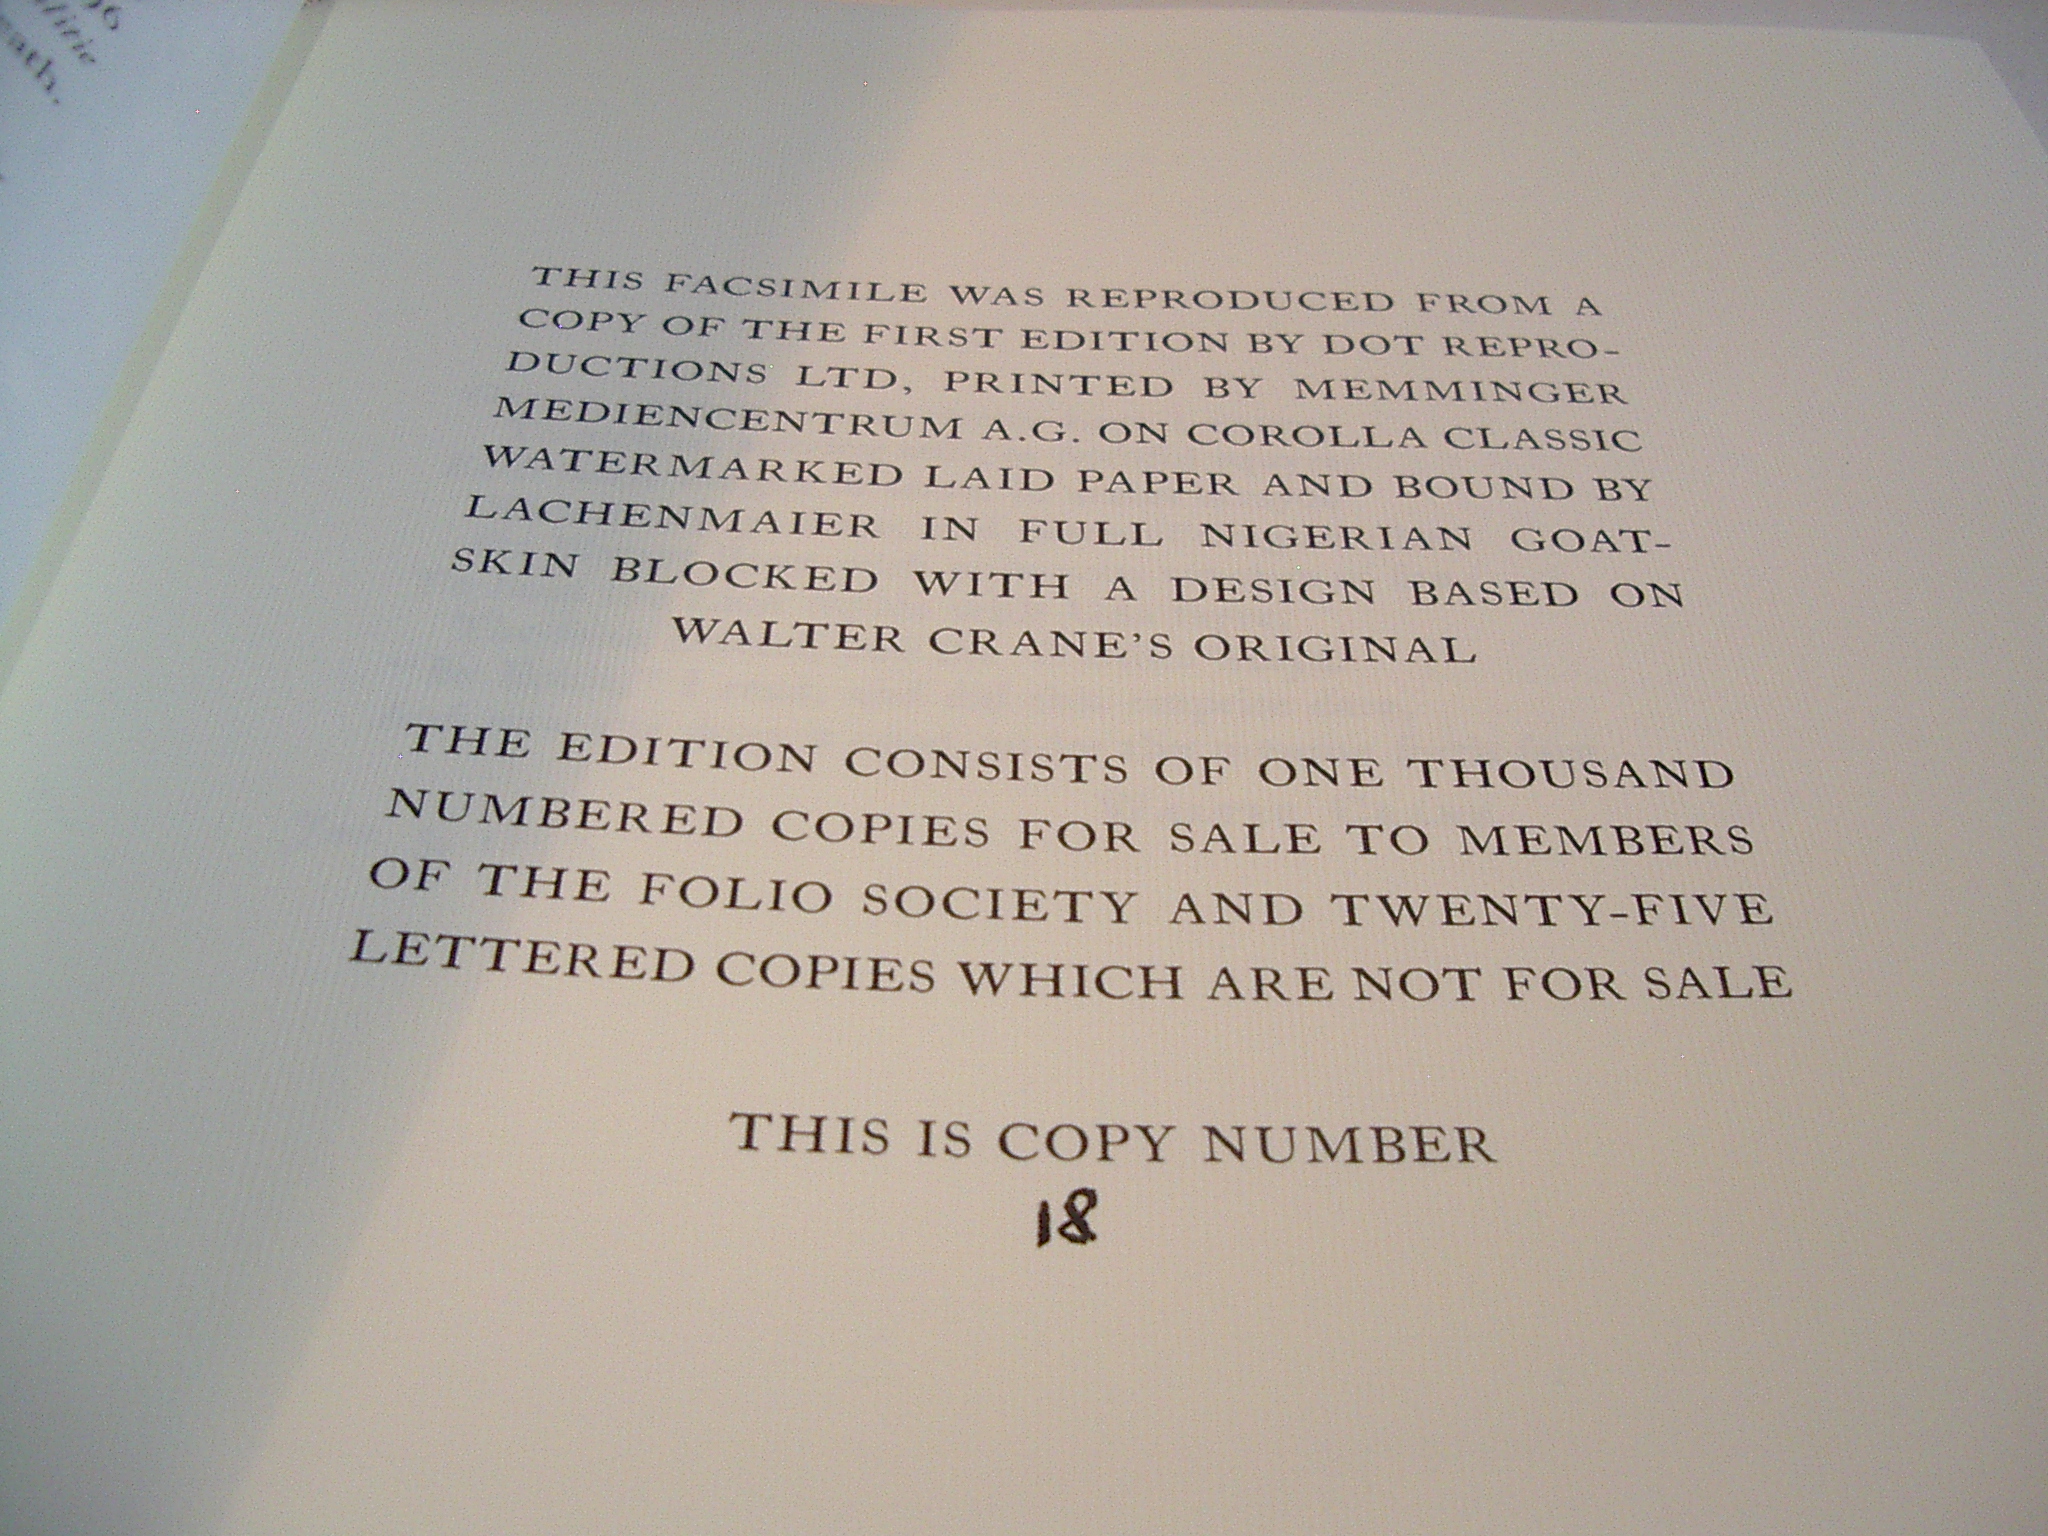 ath.
THIS FACSIMILE WAS REPRODUCED FROM A
COPY OF THE FIRST EDITION BY DOT REPRO-
DUCTIONS LTD, PRINTED BY MEMMINGER
MEDIENCENTRUM A.G. ON COROLLA CLASSIC
WATERMARKED LAID PAPER AND BOUND BY
LACHENMAIER IN FULL NIGERIAN GOAT-
SKIN BLOCKED WITH A DESIGN BASED ON
WALTER CRANE'S ORIGINAL
THE EDITION CONSISTS OF ONE THOUSAND
NUMBERED COPIES FOR SALE TO MEMBERS
OF THE FOLIO SOCIETY AND TWENTY-FIVE
LETTERED COPIES WHICH ARE NOT FOR SALE
THIS IS COPY NUMBER
18